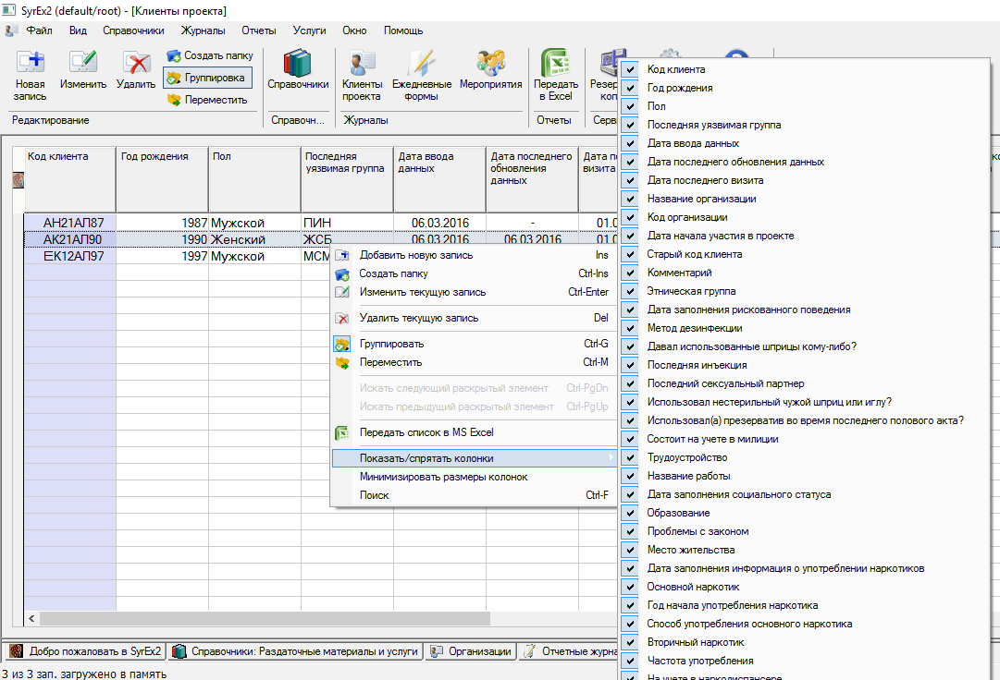 SyrEx2 (default/root) - [Клиенты проекта]
Файл Вид Справочники Журналы Отчеты Услуги Окно Помощь
Новая запись
Изменить
Удалить
Создать папку
Группировка
Переместить
Редактирование
Справочники
Справочн...
Клиенты проекта
Ежедневные формы
Мероприятия
Журналы
Передать в Excel
Отчеты
Резер
коп
Серв
Код клиента
Год рождения
Пол
Последняя уязвимая группа
Дата ввода данных
Дата последнего обновления данных
Дата по
визита
АН21АЛ87 1987 Мужской ПИН 06.03.2016 - 01.0
АК21АЛ90 1990 Женский ЖСБ 06.03.2016 06.03.2016 01.0
ЕК12АЛ97 1997 Мужской МСМ
Добавить новую запись Ins
Создать папку Ctrl-Ins
Изменить текущую запись Ctrl-Enter
Удалить текущую запись Del
Группировать Ctrl-G
Переместить Ctrl-M
Искать следующий раскрытый элемент Ctrl-PgDn
Искать предыдущий раскрытый элемент Ctrl-PgUp
Передать список в MS Excel
Показать/спрятать колонки
Минимизировать размеры колонок
Поиск Ctrl-F
Код клиента
Год рождения
Пол
Последняя уязвимая группа
Дата ввода данных
Дата последнего обновления данных
Дата последнего визита
Название организации
Код организации
Дата начала участия в проекте
Старый код клиента
Комментарий
Этническая группа
Дата заполнения рискованного поведения
Метод дезинфекции
Давал использованные шприцы кому-либо?
Последняя инъекция
Последний сексуальный партнер
Использовал нестерильный чужой шприц или иглу?
Использовал(а) презерватив во время последнего полового акта?
Состоит на учете в милиции
Трудоустройство
Название работы
Дата заполнения социального статуса
Образование
Проблемы с законом
Место жительства
Дата заполнения информация о употреблении наркотиков
Основной наркотик
Год начала употребления наркотика
Способ употребления основного наркотика
Вторичный наркотик
Частота употребления
На учете в наркодиспансере
Добро пожаловать в SyrEx2
Справочники: Раздаточные материалы и услуги
Организации
Отчетные журна
3 из 3 зап. загружено в память